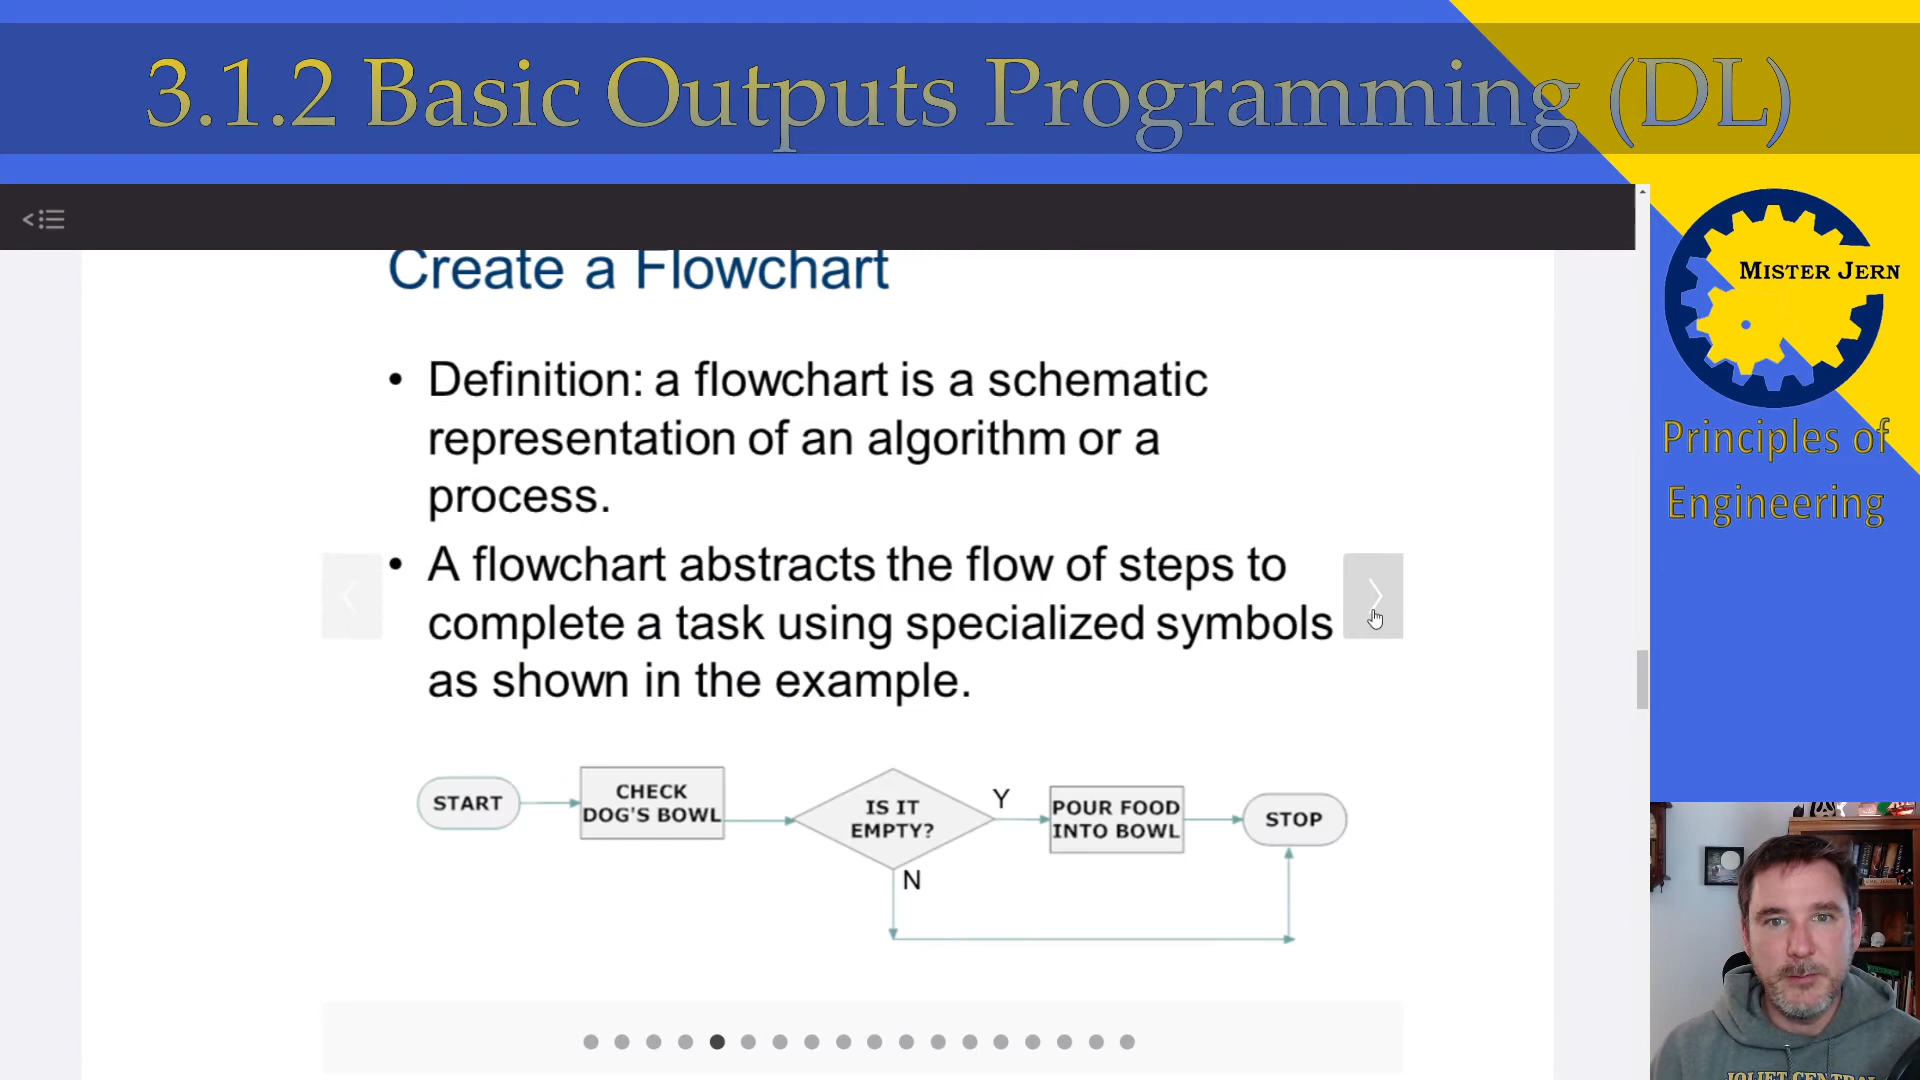 3.1.2 Basic Outputs Programming (DL)
Create a Flowchart
• Definition: a flowchart is a schematic
representation of an algorithm or a
process.
• A flowchart abstracts the flow of steps to
complete a task using specialized symbols
as shown in the example.
START
CHECK
DOG'S BOWL
IS IT
EMPTY?
Y
N
POUR FOOD
INTO BOWL
STOP
MISTER JERN
Principles of
Engineering
JOLIET CENTRAL